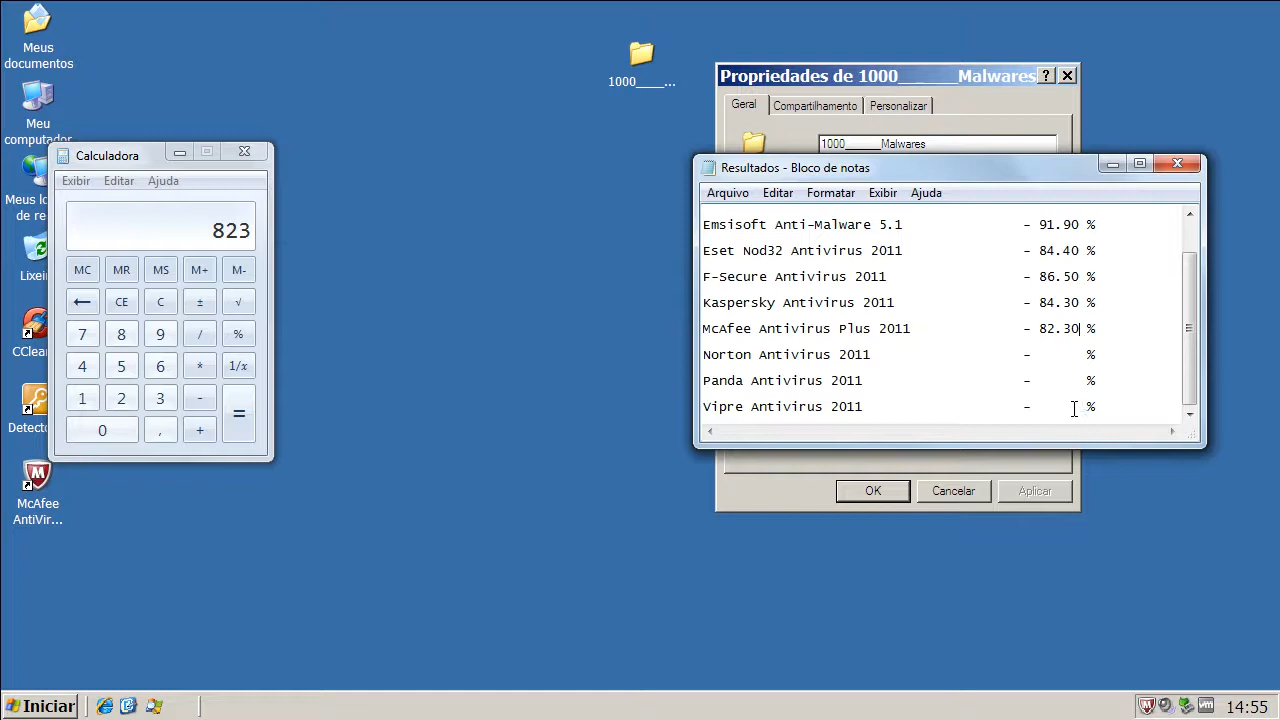 Meus
documentos
Meu
computador
Meus lo
de re
Lixei
CClean
Detecto
McAfee
AntiVir...
1000____...
Calculadora
Exibir Editar Ajuda
823
MC MR MS M+ M-
← CE C ± √
7 8 9 / %
4 5 6 * 1/x
1 2 3 - =
0 , +
Propriedades de 1000______Malwares
Geral Compartilhamento Personalizar
1000______Malwares
Resultados - Bloco de notas
Arquivo Editar Formatar Exibir Ajuda
Emsisoft Anti-Malware 5.1 - 91.90 %
Eset Nod32 Antivirus 2011 - 84.40 %
F-Secure Antivirus 2011 - 86.50 %
Kaspersky Antivirus 2011 - 84.30 %
McAfee Antivirus Plus 2011 - 82.30 %
Norton Antivirus 2011 - %
Panda Antivirus 2011 - %
Vipre Antivirus 2011 - %
OK Cancelar Aplicar
Iniciar
14:55